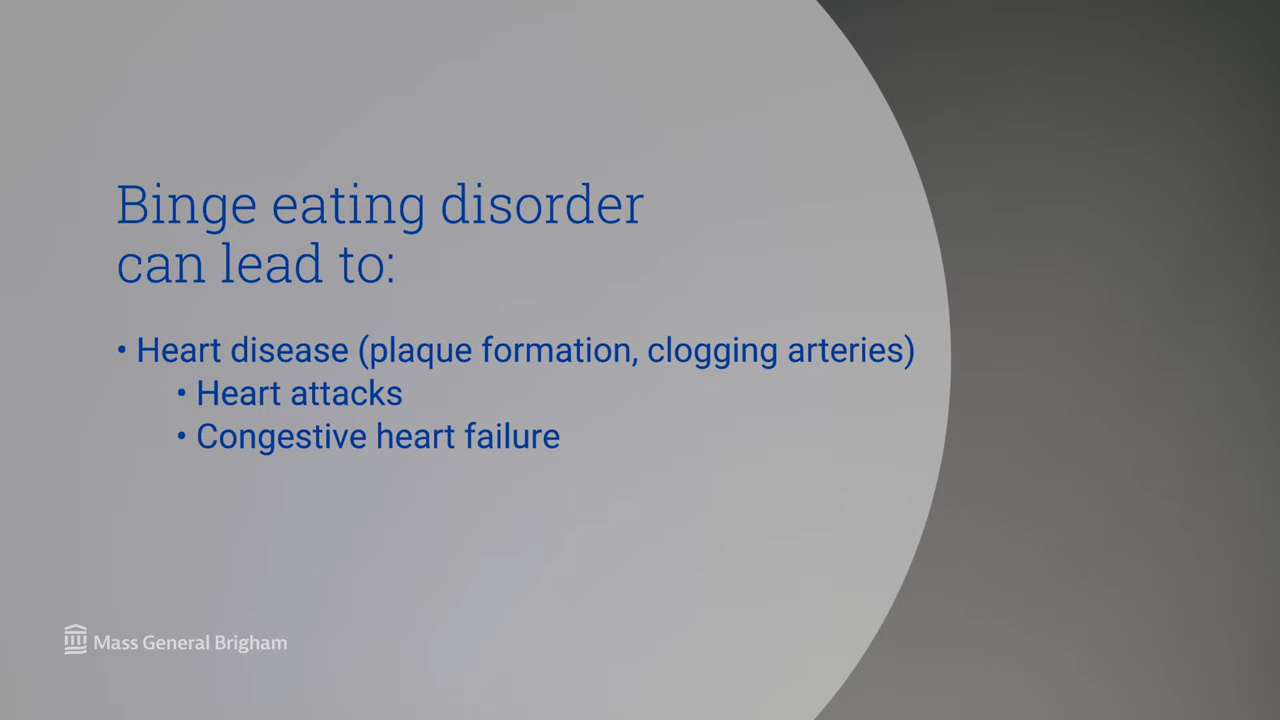 Binge eating disorder
can lead to:
• Heart disease (plaque formation, clogging arteries)
• Heart attacks
• Congestive heart failure
Mass General Brigham